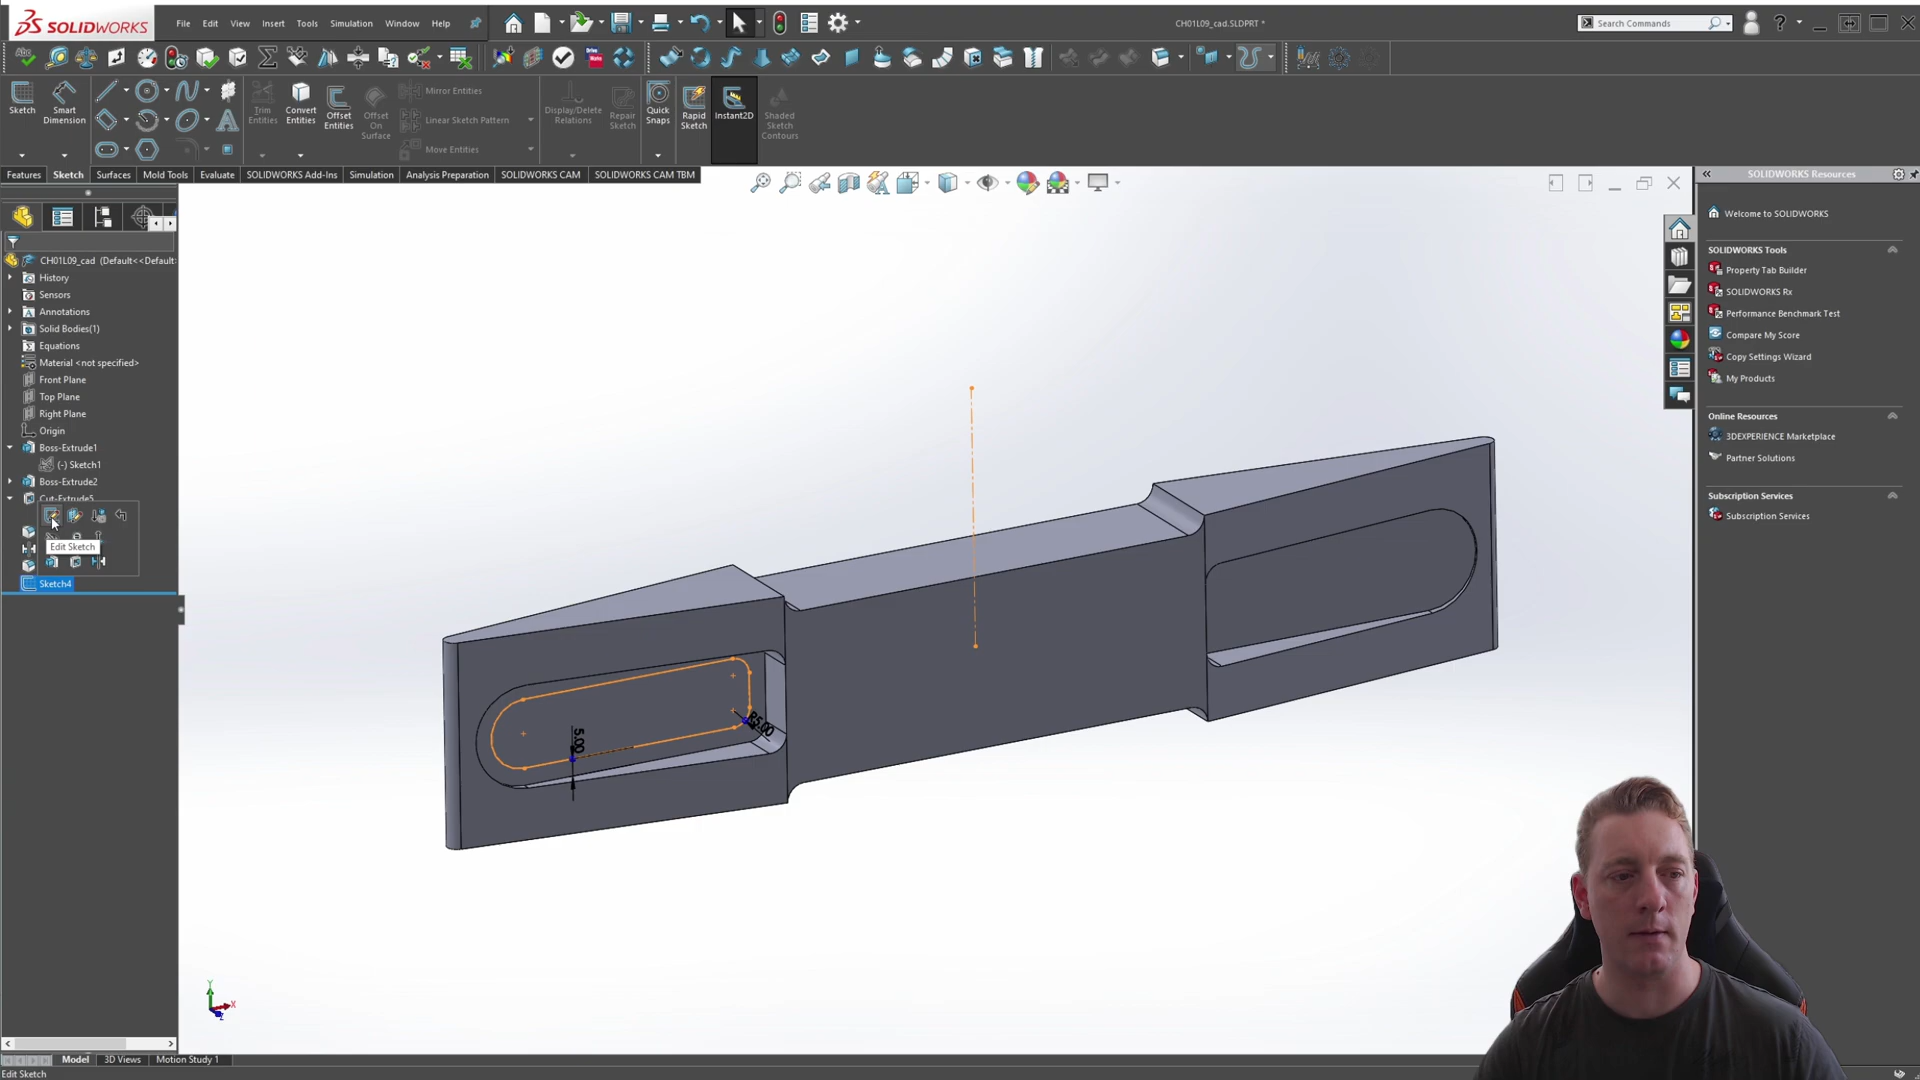 SOLIDWORKS
File Edit View Insert Tools Simulation Window Help
CH01L09_cad.SLDPRT *
Search Commands
Sketch
Smart Dimension
Trim Entities
Convert Entities
Offset Entities
Offset On Surface
Mirror Entities
Linear Sketch Pattern
Move Entities
Display/Delete Relations
Repair Sketch
Quick Snaps
Rapid Sketch
Instant2D
Shaded Sketch Contours
Features Sketch Surfaces Mold Tools Evaluate SOLIDWORKS Add-Ins Simulation Analysis Preparation SOLIDWORKS CAM SOLIDWORKS CAM TBM
CH01L09_cad (Default<<Default
History
Sensors
Annotations
Solid Bodies(1)
Equations
Material <not specified>
Front Plane
Top Plane
Right Plane
Origin
Boss-Extrude1
(-) Sketch1
Boss-Extrude2
Cut-Extrude5
Edit Sketch
Sketch4
5.00
R5.00
Y
X
Z
SOLIDWORKS Resources
Welcome to SOLIDWORKS
SOLIDWORKS Tools
Property Tab Builder
SOLIDWORKS Rx
Performance Benchmark Test
Compare My Score
Copy Settings Wizard
My Products
Online Resources
3DEXPERIENCE Marketplace
Partner Solutions
Subscription Services
Subscription Services
Model 3D Views Motion Study 1
Edit Sketch